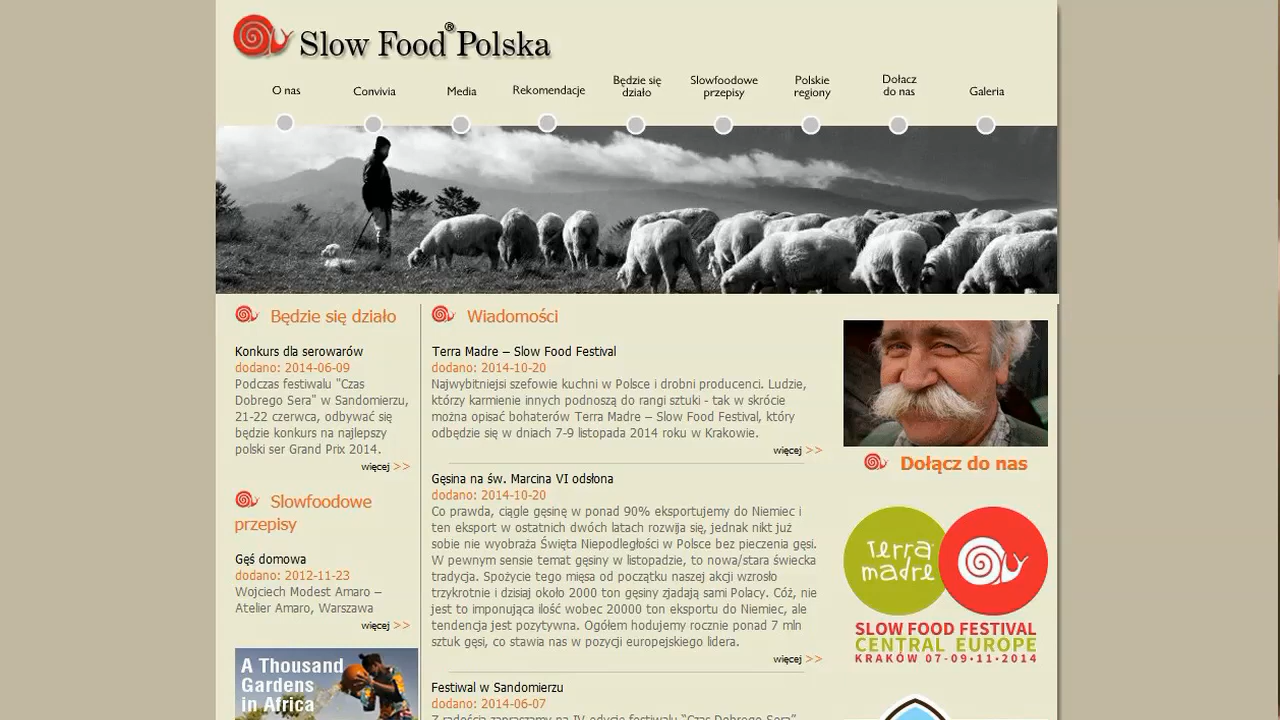 Slow Food® Polska
O nas
Convivia
Media
Rekomendacje
Będzie się
działo
Slowfoodowe
przepisy
Polskie
regiony
Dołacz
do nas
Galeria
Będzie się działo
Konkurs dla serowarów
dodano: 2014-06-09
Podczas festiwalu "Czas
Dobrego Sera" w Sandomierzu,
21-22 czerwca, odbywać się
będzie konkurs na najlepszy
polski ser Grand Prix 2014.
więcej >>
Slowfoodowe
przepisy
Gęś domowa
dodano: 2012-11-23
Wojciech Modest Amaro –
Atelier Amaro, Warszawa
więcej >>
A Thousand
Gardens
in Africa
Wiadomości
Terra Madre – Slow Food Festival
dodano: 2014-10-20
Najwybitniejsi szefowie kuchni w Polsce i drobni producenci. Ludzie,
którzy karmienie innych podnoszą do rangi sztuki - tak w skrócie
można opisać bohaterów Terra Madre – Slow Food Festival, który
odbędzie się w dniach 7-9 listopada 2014 roku w Krakowie.
więcej >>
Gęsina na św. Marcina VI odsłona
dodano: 2014-10-20
Co prawda, ciągle gęsinę w ponad 90% eksportujemy do Niemiec i
ten eksport w ostatnich dwóch latach rozwija się, jednak nikt już
sobie nie wyobraża Święta Niepodległości w Polsce bez pieczenia gęsi.
W pewnym sensie temat gęsiny w listopadzie, to nowa/stara świecka
tradycja. Spożycie tego mięsa od początku naszej akcji wzrosło
trzykrotnie i dzisiaj około 2000 ton gęsiny zjadają sami Polacy. Cóż, nie
jest to imponująca ilość wobec 20000 ton eksportu do Niemiec, ale
tendencja jest pozytywna. Ogółem hodujemy rocznie ponad 7 mln
sztuk gęsi, co stawia nas w pozycji europejskiego lidera.
więcej >>
Festiwal w Sandomierzu
dodano: 2014-06-07
Z radością zapraszamy na IV edycję festiwalu "Czas Dobrego Sera"
Dołącz do nas
Terra
madre
SLOW FOOD FESTIVAL
CENTRAL EUROPE
KRAKÓW 07-09•11•2014